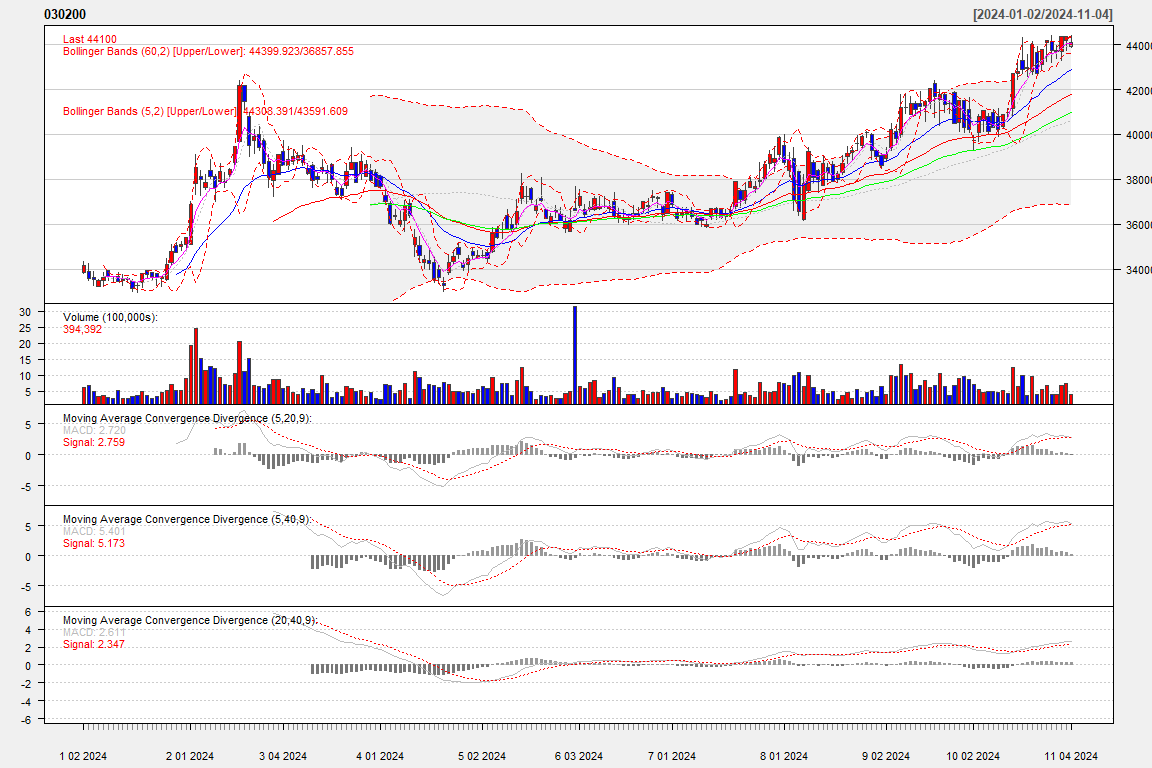 030200
[2024-01-02/2024-11-04]
Last 44100
Bollinger Bands (60,2) [Upper/Lower]: 44399.923/36857.855
Bollinger Bands (5,2) [Upper/Lower]: 44308.391/43591.609
44000
42000
40000
38000
36000
34000
Volume (100,000s):
394,392
30
25
20
15
10
5
Moving Average Convergence Divergence (5,20,9):
MACD: 2.720
Signal: 2.759
5
0
-5
Moving Average Convergence Divergence (5,40,9):
MACD: 5.401
Signal: 5.173
5
0
-5
Moving Average Convergence Divergence (20,40,9):
MACD: 2.611
Signal: 2.347
6
4
2
0
-2
-4
-6
1 02 2024
2 01 2024
3 04 2024
4 01 2024
5 02 2024
6 03 2024
7 01 2024
8 01 2024
9 02 2024
10 02 2024
11 04 2024